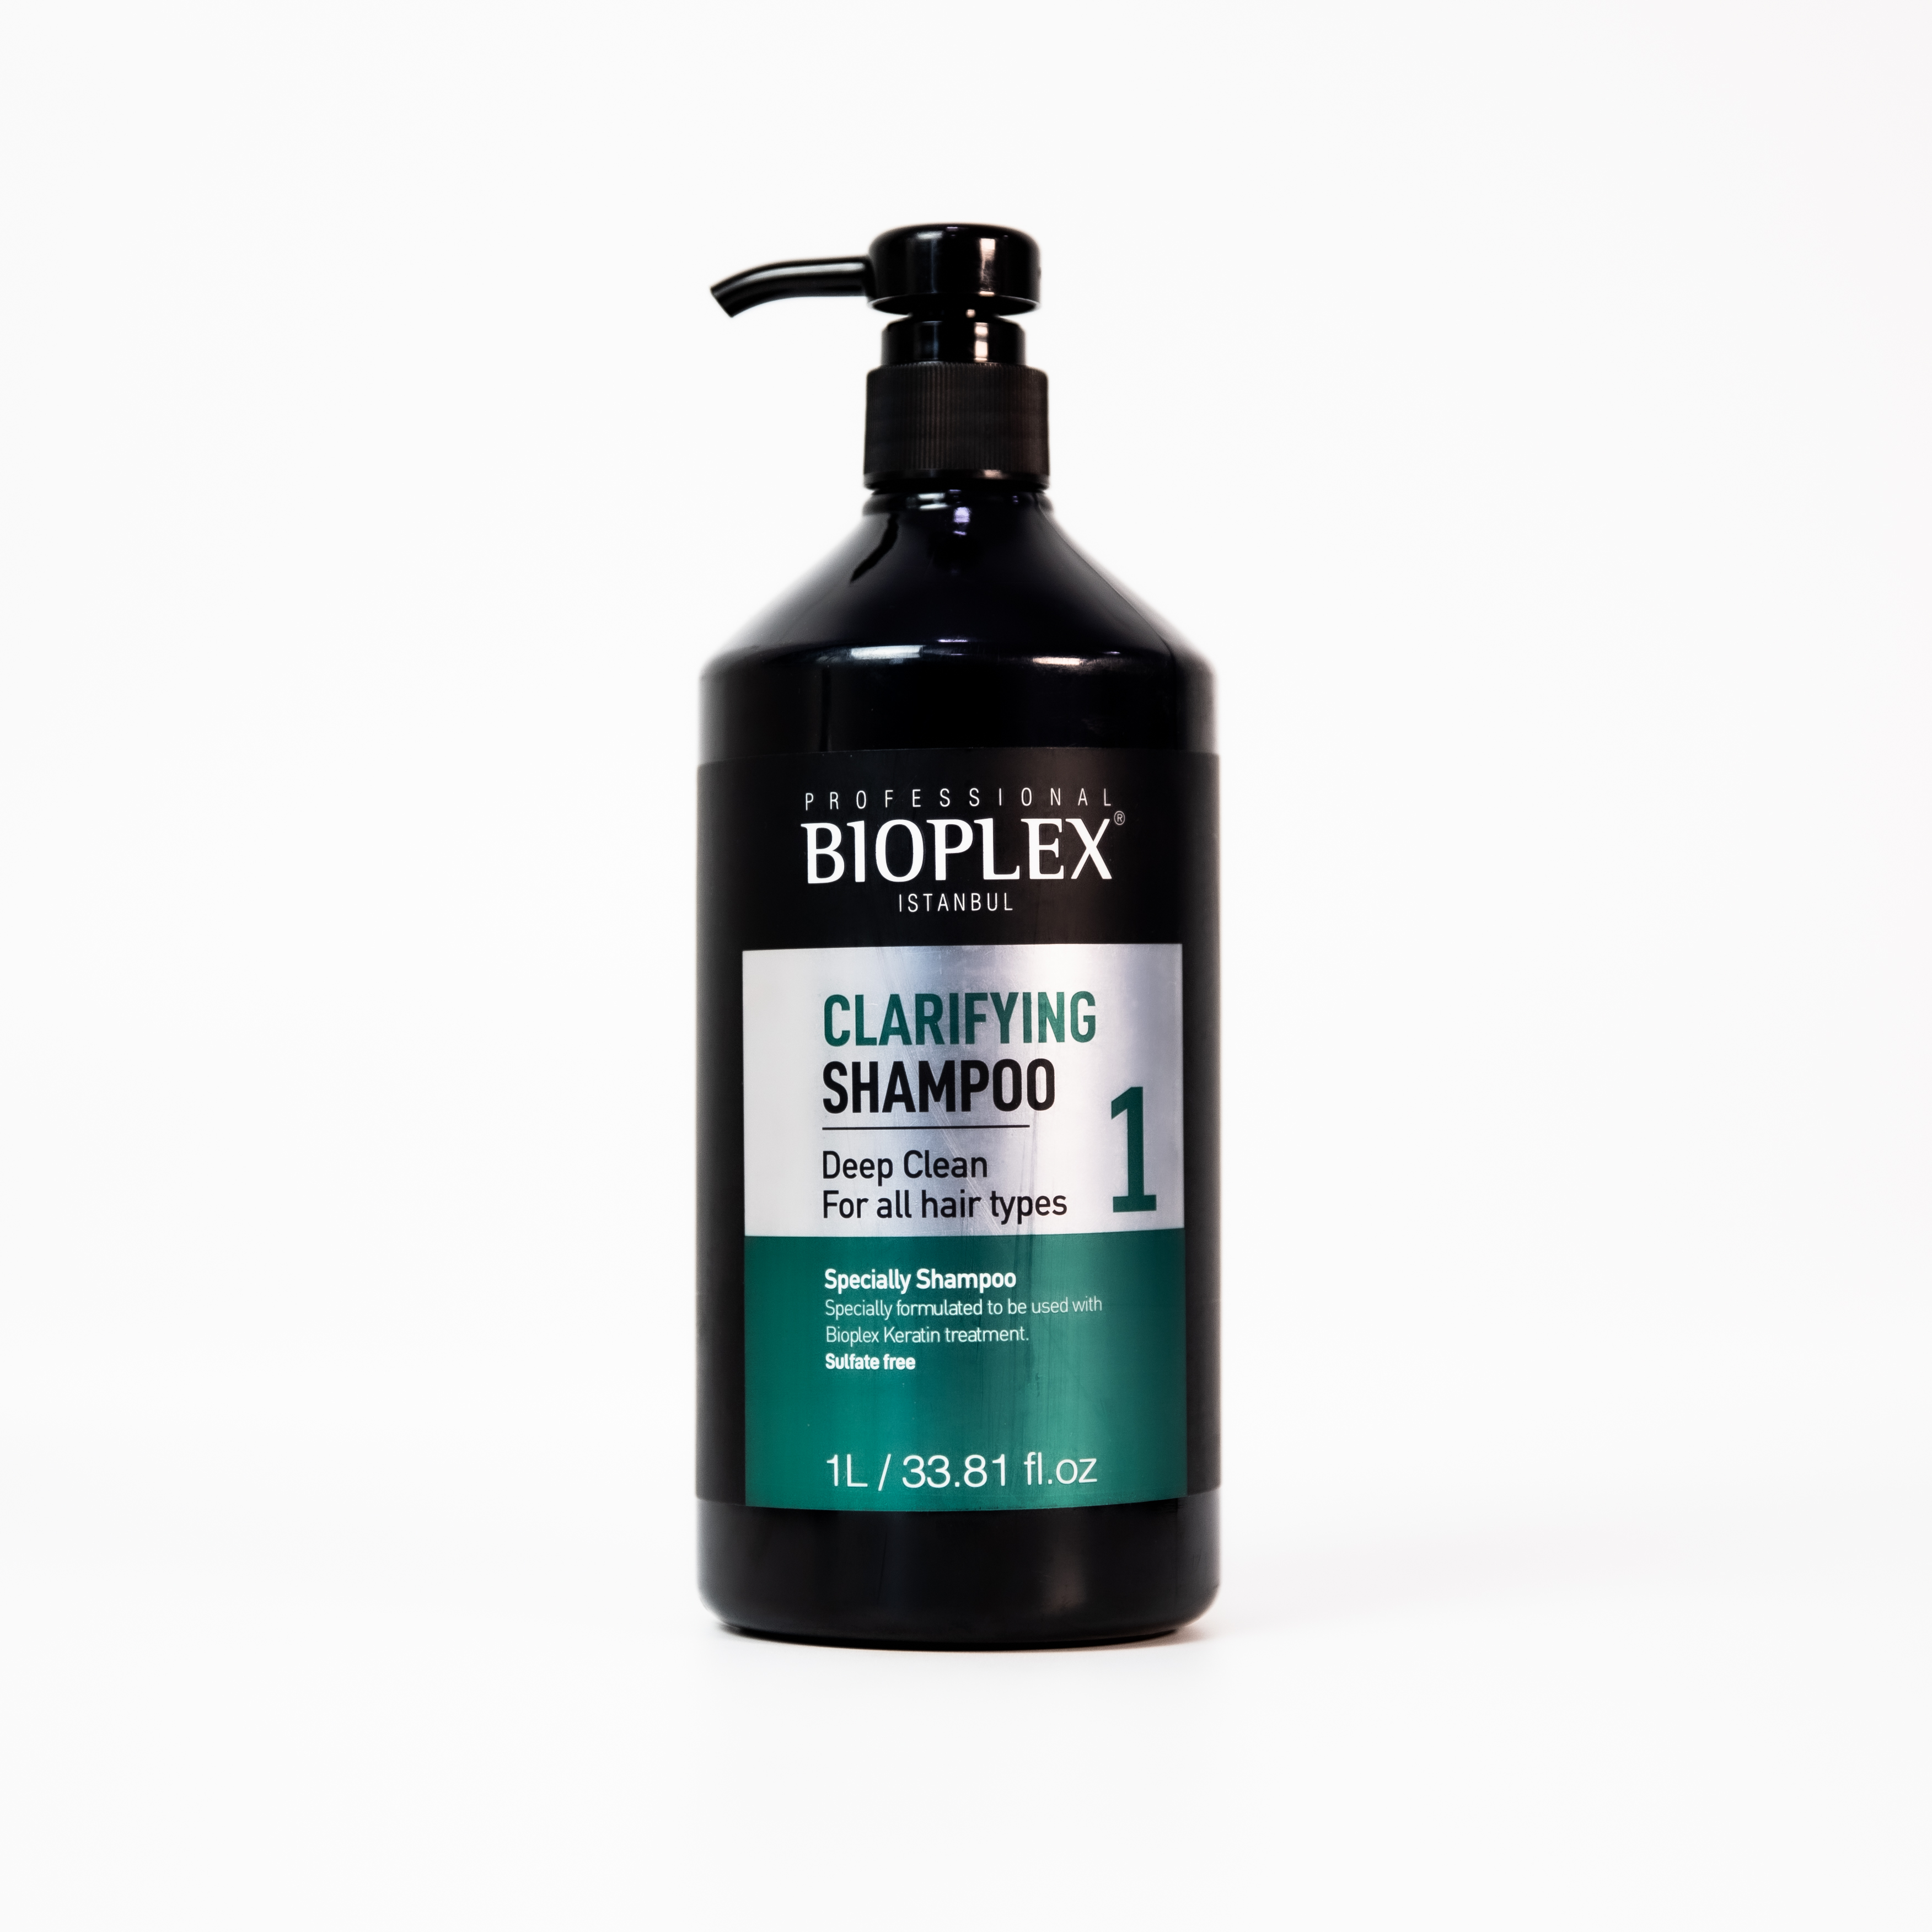 PROFESSIONAL
BIOPLEX®
ISTANBUL
CLARIFYING
SHAMPOO
1
Deep Clean
For all hair types
Specially Shampoo
Specially formulated to be used with
Bioplex Keratin treatment.
Sulfate free
1L / 33.81 fl.oz